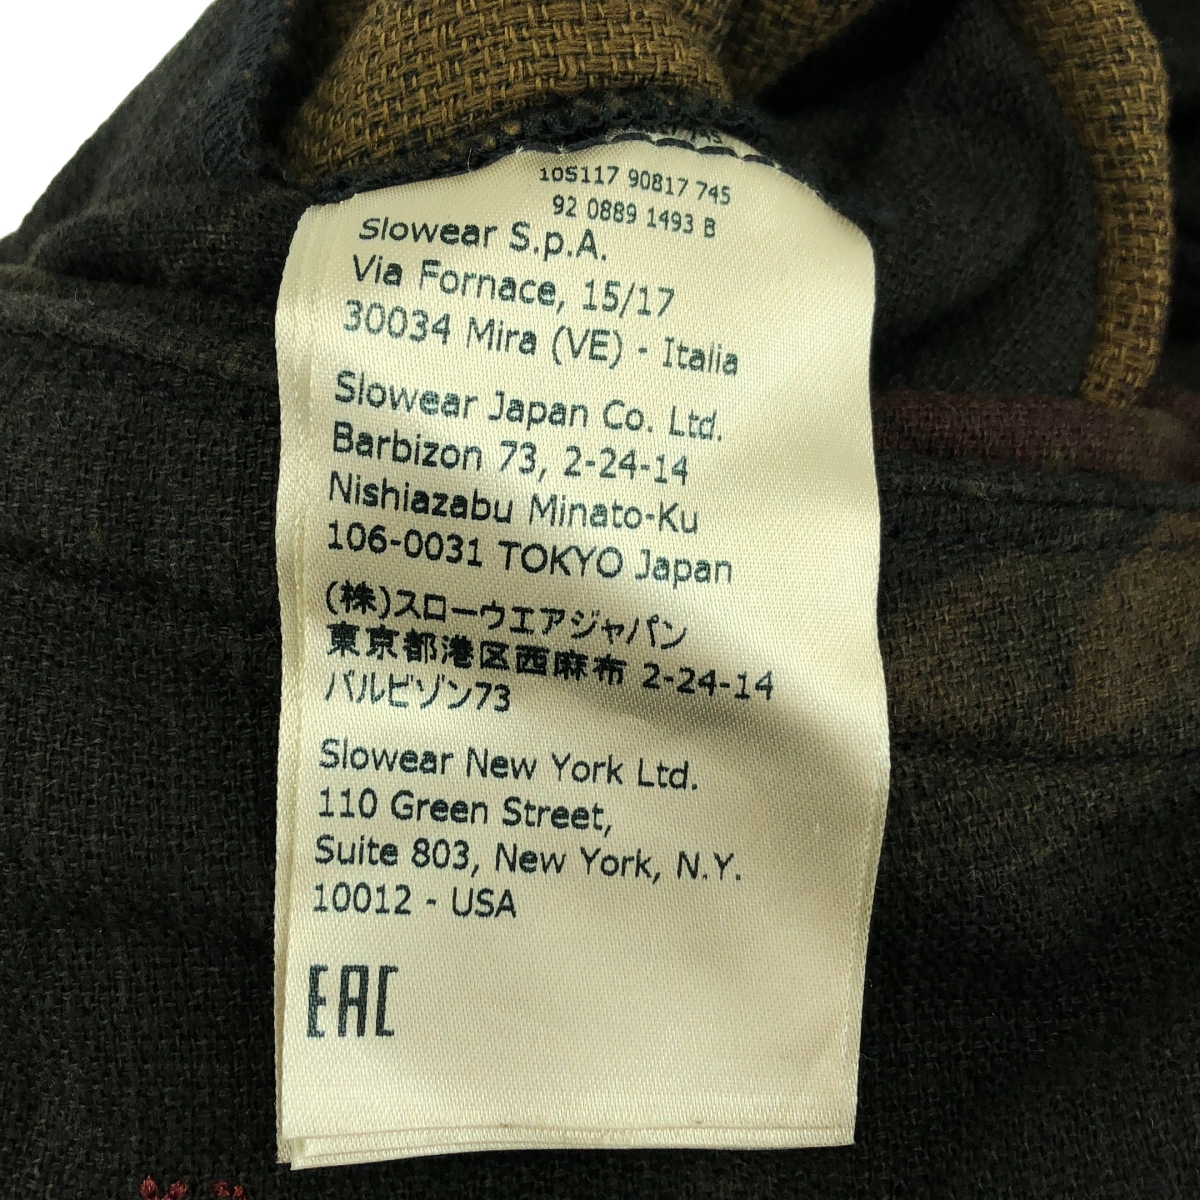 10S117 90817 745
92 0889 1493 B
Slowear S.p.A.
Via Fornace, 15/17
30034 Mira (VE) - Italia
Slowear Japan Co. Ltd.
Barbizon 73, 2-24-14
Nishiazabu Minato-Ku
106-0031 TOKYO Japan
(株)スローウエアジャパン
東京都港区西麻布 2-24-14
バルビゾン73
Slowear New York Ltd.
110 Green Street,
Suite 803, New York, N.Y.
10012 - USA
EAC